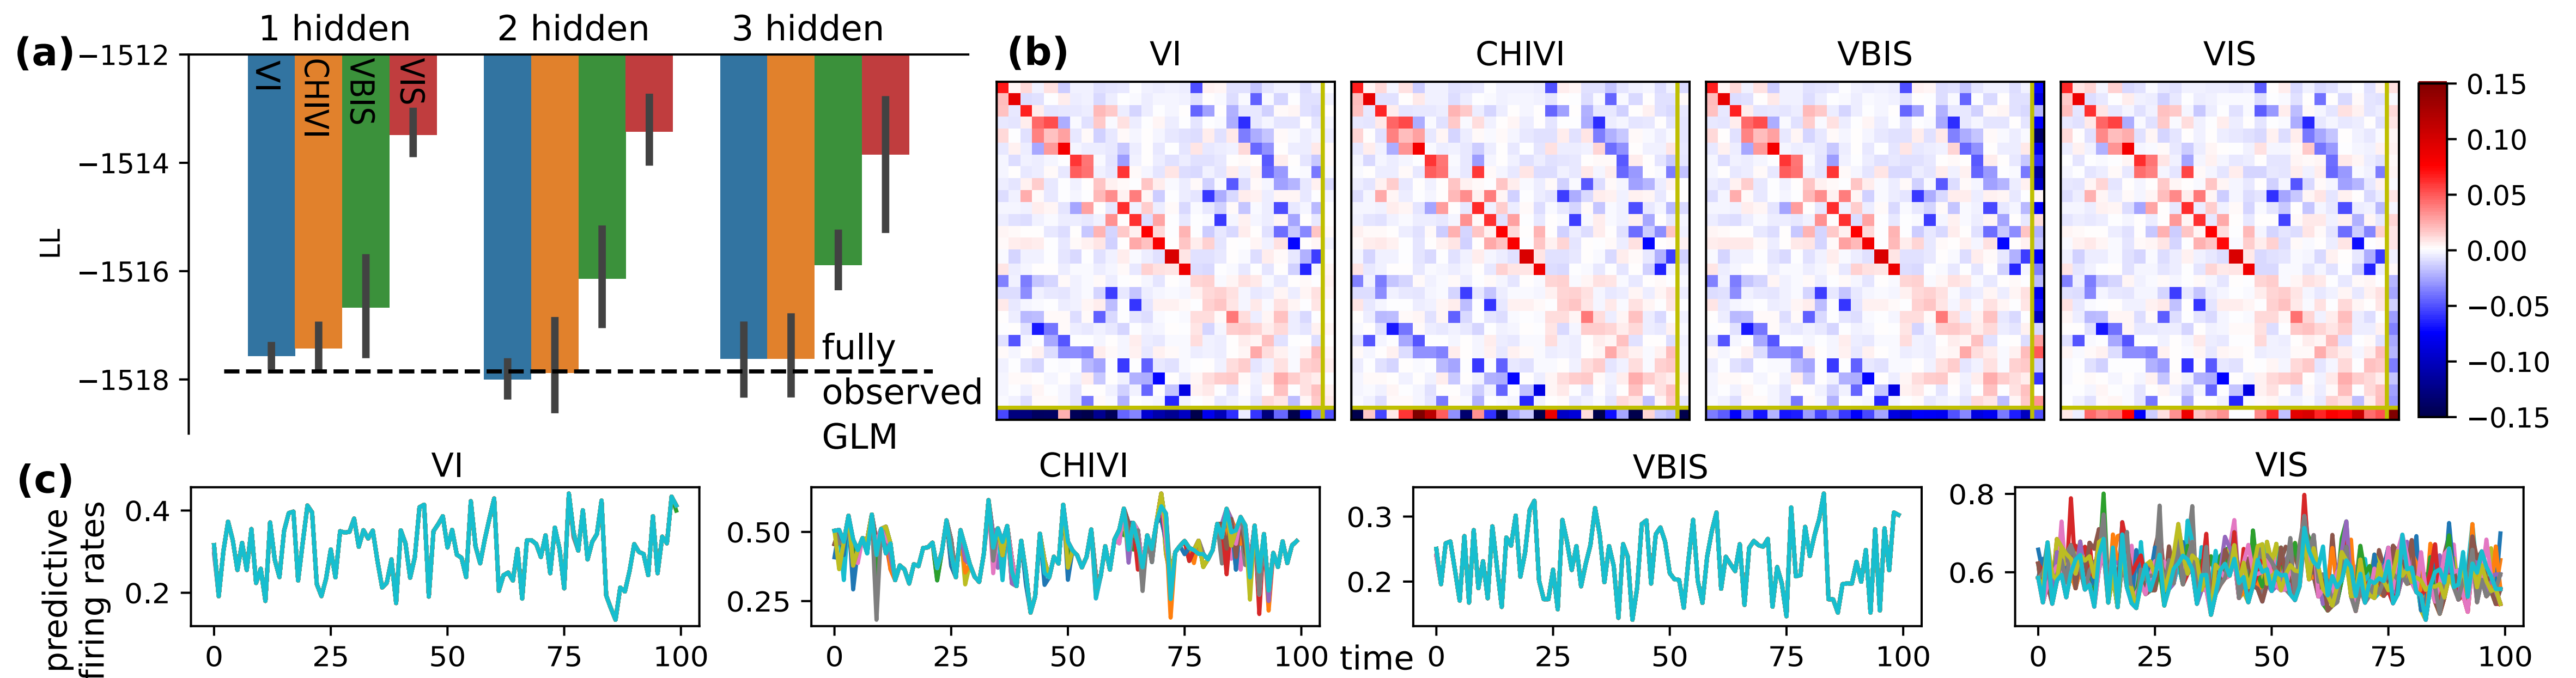 (a)
1 hidden 2 hidden 3 hidden
−1512
−1514
−1516
−1518
LL
VI
CHIVI
VBIS
VIS
fully
observed
GLM
(b)
VI CHIVI VBIS VIS
0.15
0.10
0.05
0.00
−0.05
−0.10
−0.15
(c)
predictive
firing rates
VI
0.4
0.2
0 25 50 75 100
CHIVI
0.50
0.25
0 25 50 75 100
time
VBIS
0.3
0.2
0 25 50 75 100
VIS
0.8
0.6
0 25 50 75 100